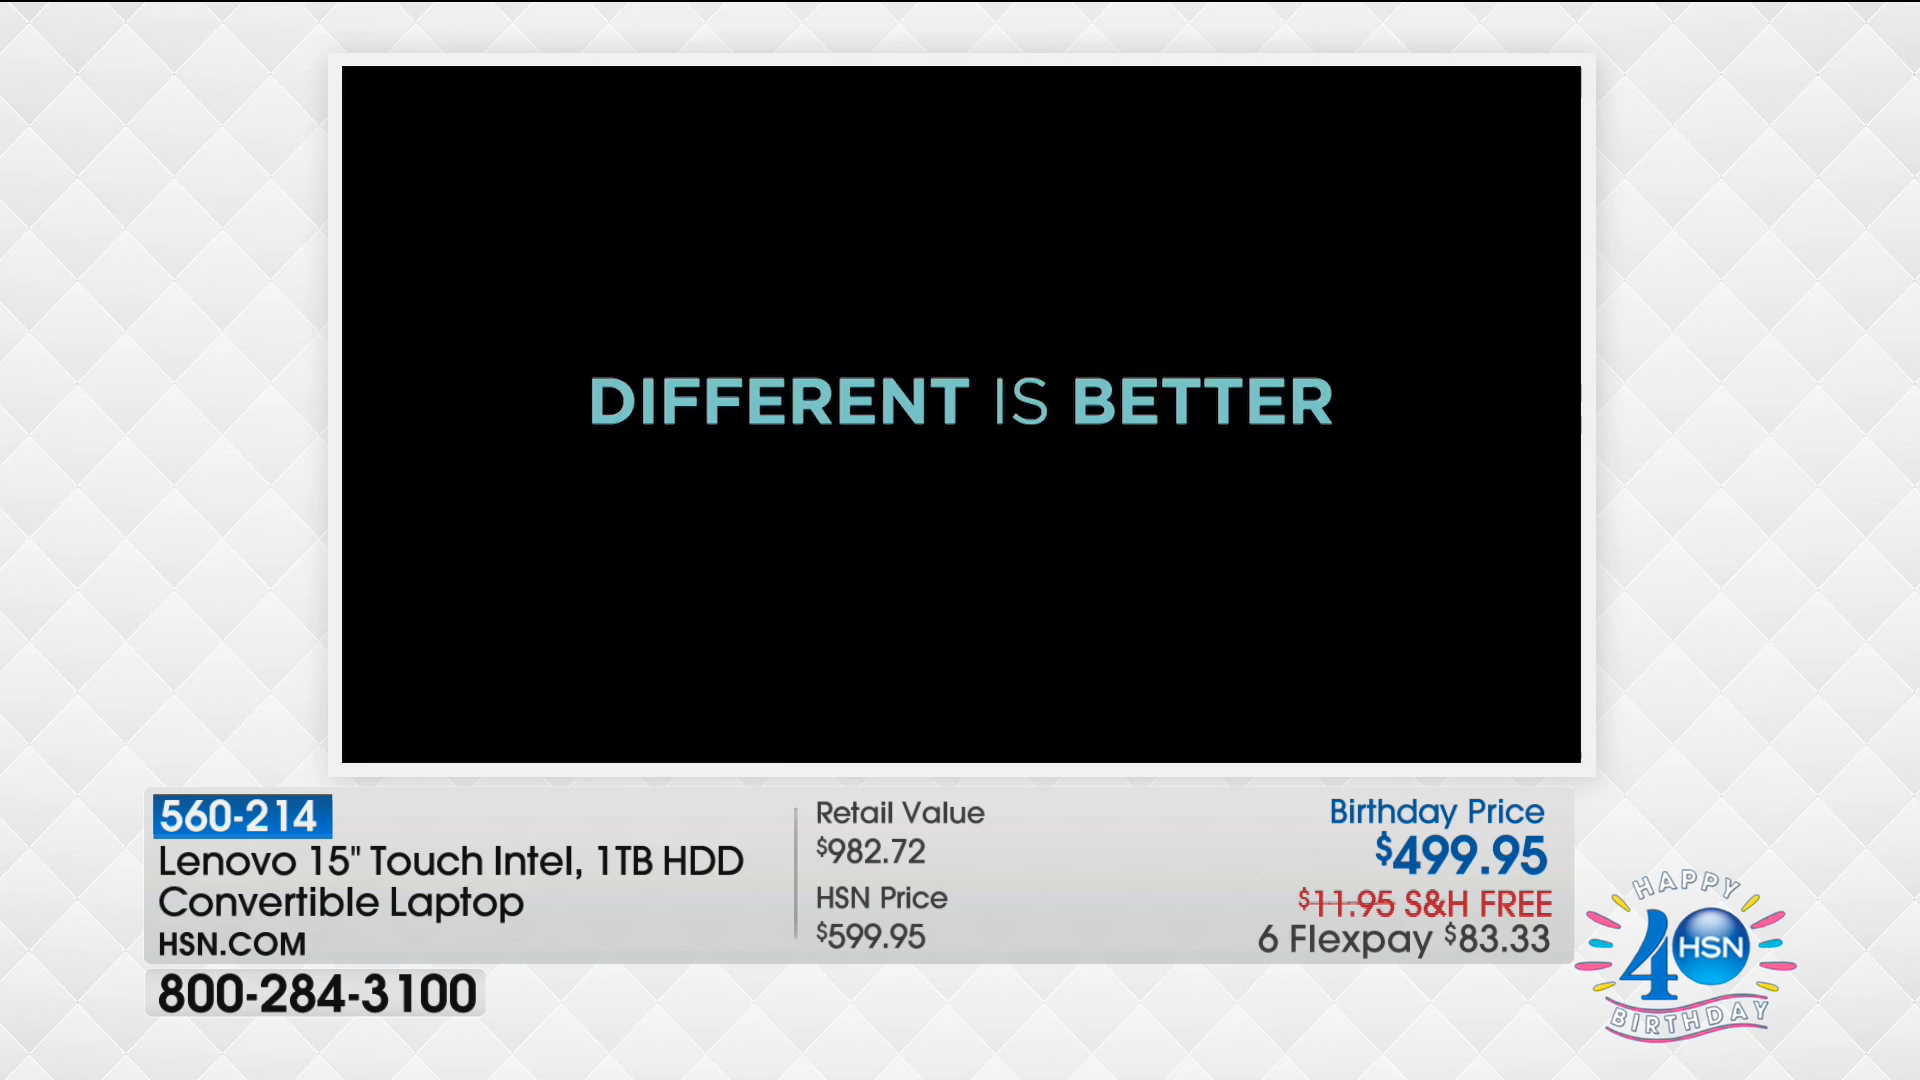 DIFFERENT IS BETTER
560-214
Lenovo 15" Touch Intel, 1TB HDD
Convertible Laptop
HSN.COM
800-284-3100
Retail Value
$982.72
HSN Price
$599.95
Birthday Price
$499.95
$11.95 S&H FREE
6 Flexpay $83.33
HAPPY
40 HSN
BIRTHDAY